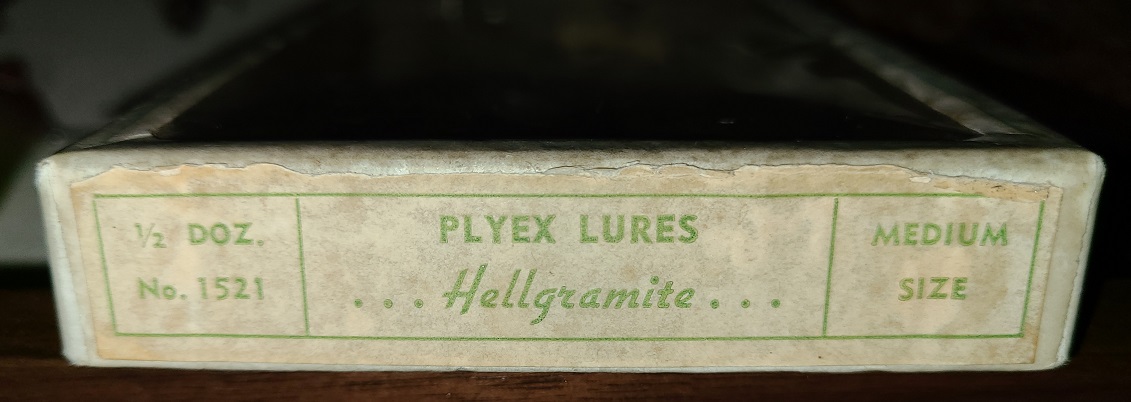 ½ DOZ.
No. 1521
PLYEX LURES
...Hellgramite...
MEDIUM
SIZE